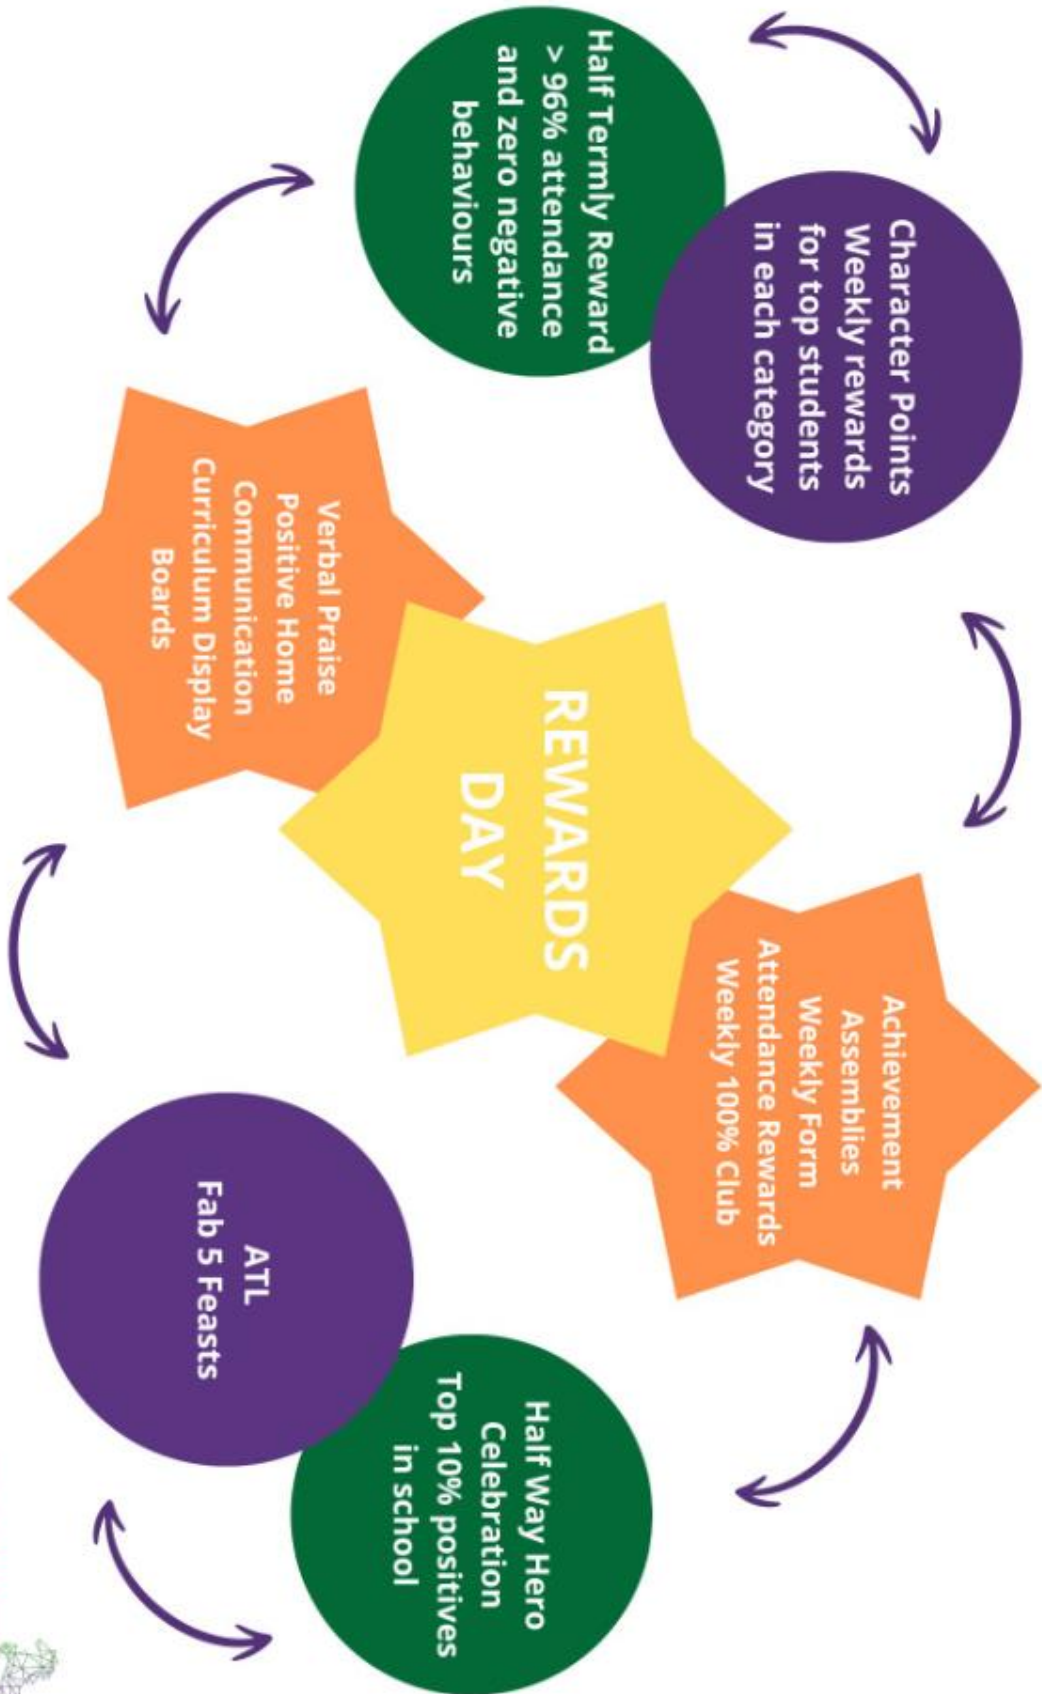 Character Points
Weekly rewards
for top students
in each category
Half Termly Reward
> 96% attendance
and zero negative
behaviours
Achievement
Assemblies
Weekly Form
Attendance Rewards
Weekly 100% Club
REWARDS
DAY
Verbal Praise
Positive Home
Communication
Curriculum Display
Boards
Half Way Hero
Celebration
Top 10% positives
in school
ATL
Fab 5 Feasts